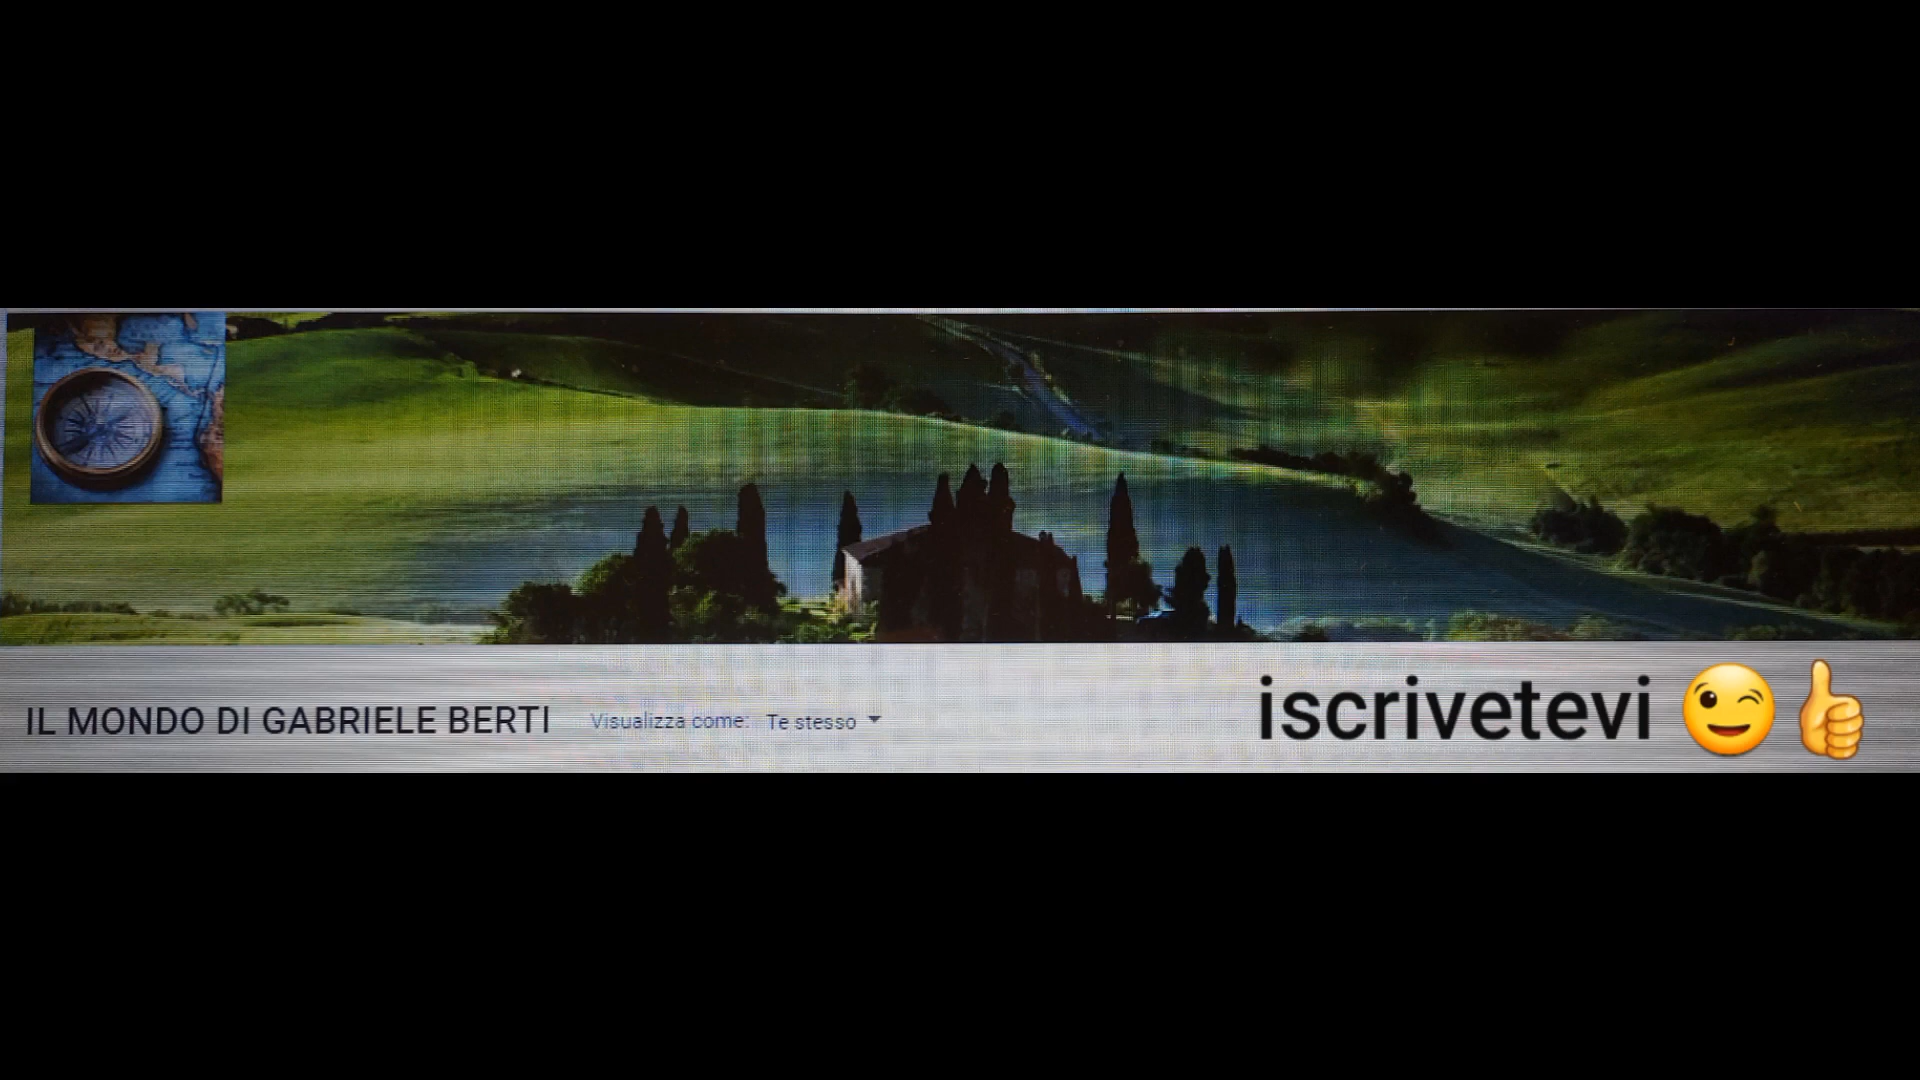 IL MONDO DI GABRIELE BERTI Visualizza come: Te stesso iscrivetevi 😉👍